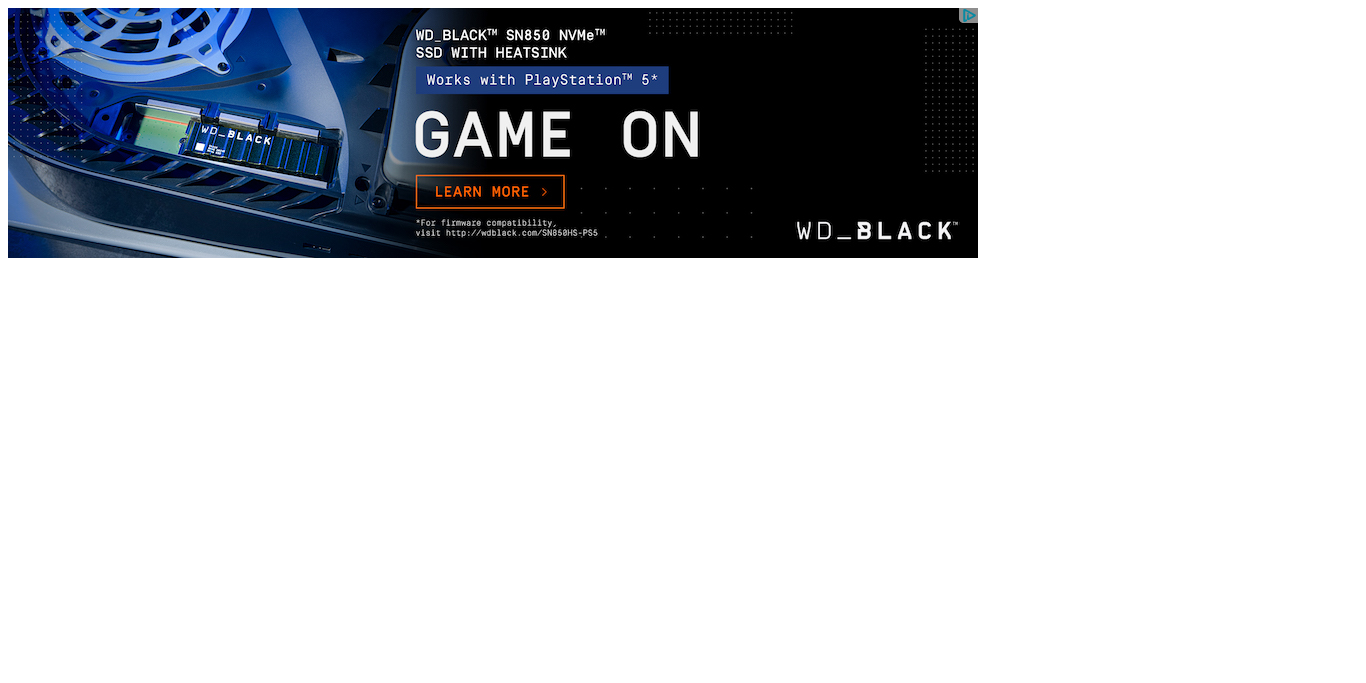 WD_BLACK™ SN850 NVMe™
SSD WITH HEATSINK
Works with PlayStation™ 5*
GAME ON
WD_BLACK
LEARN MORE >
*For firmware compatibility,
visit http://wdblack.com/SN850HS-PS5
WD_BLACK™